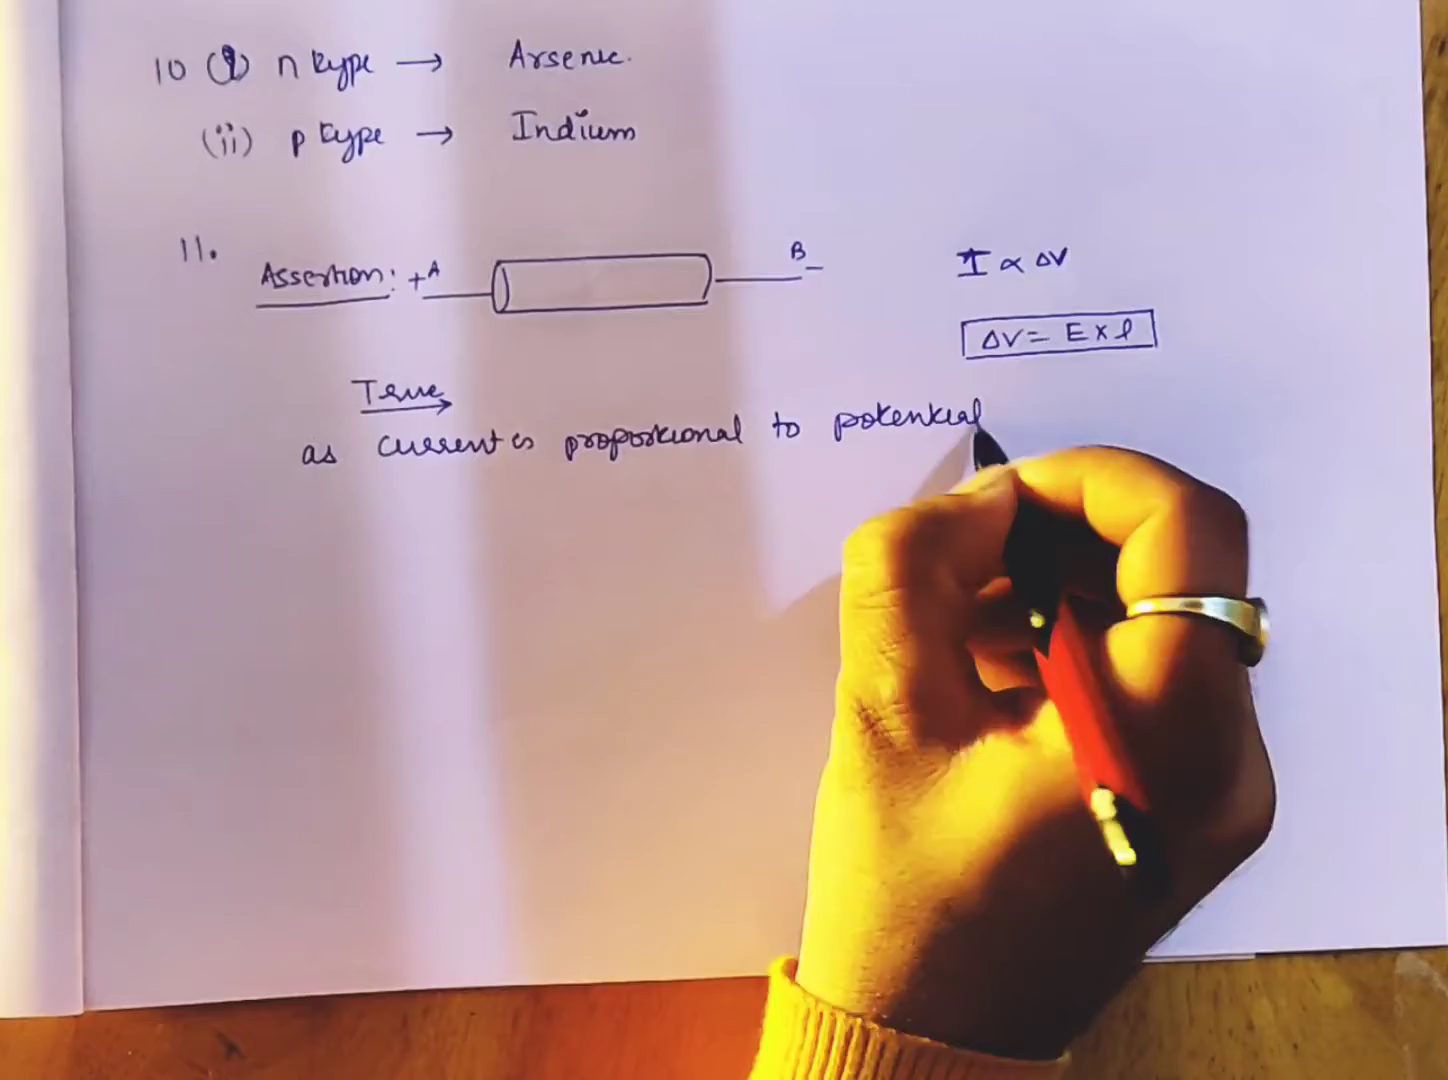 10 (i) n type → Arsenic.
(ii) p type → Indium
11.
Assertion: +A B -
I ∝ ΔV
ΔV = E x l
True
as current is proportional to potential